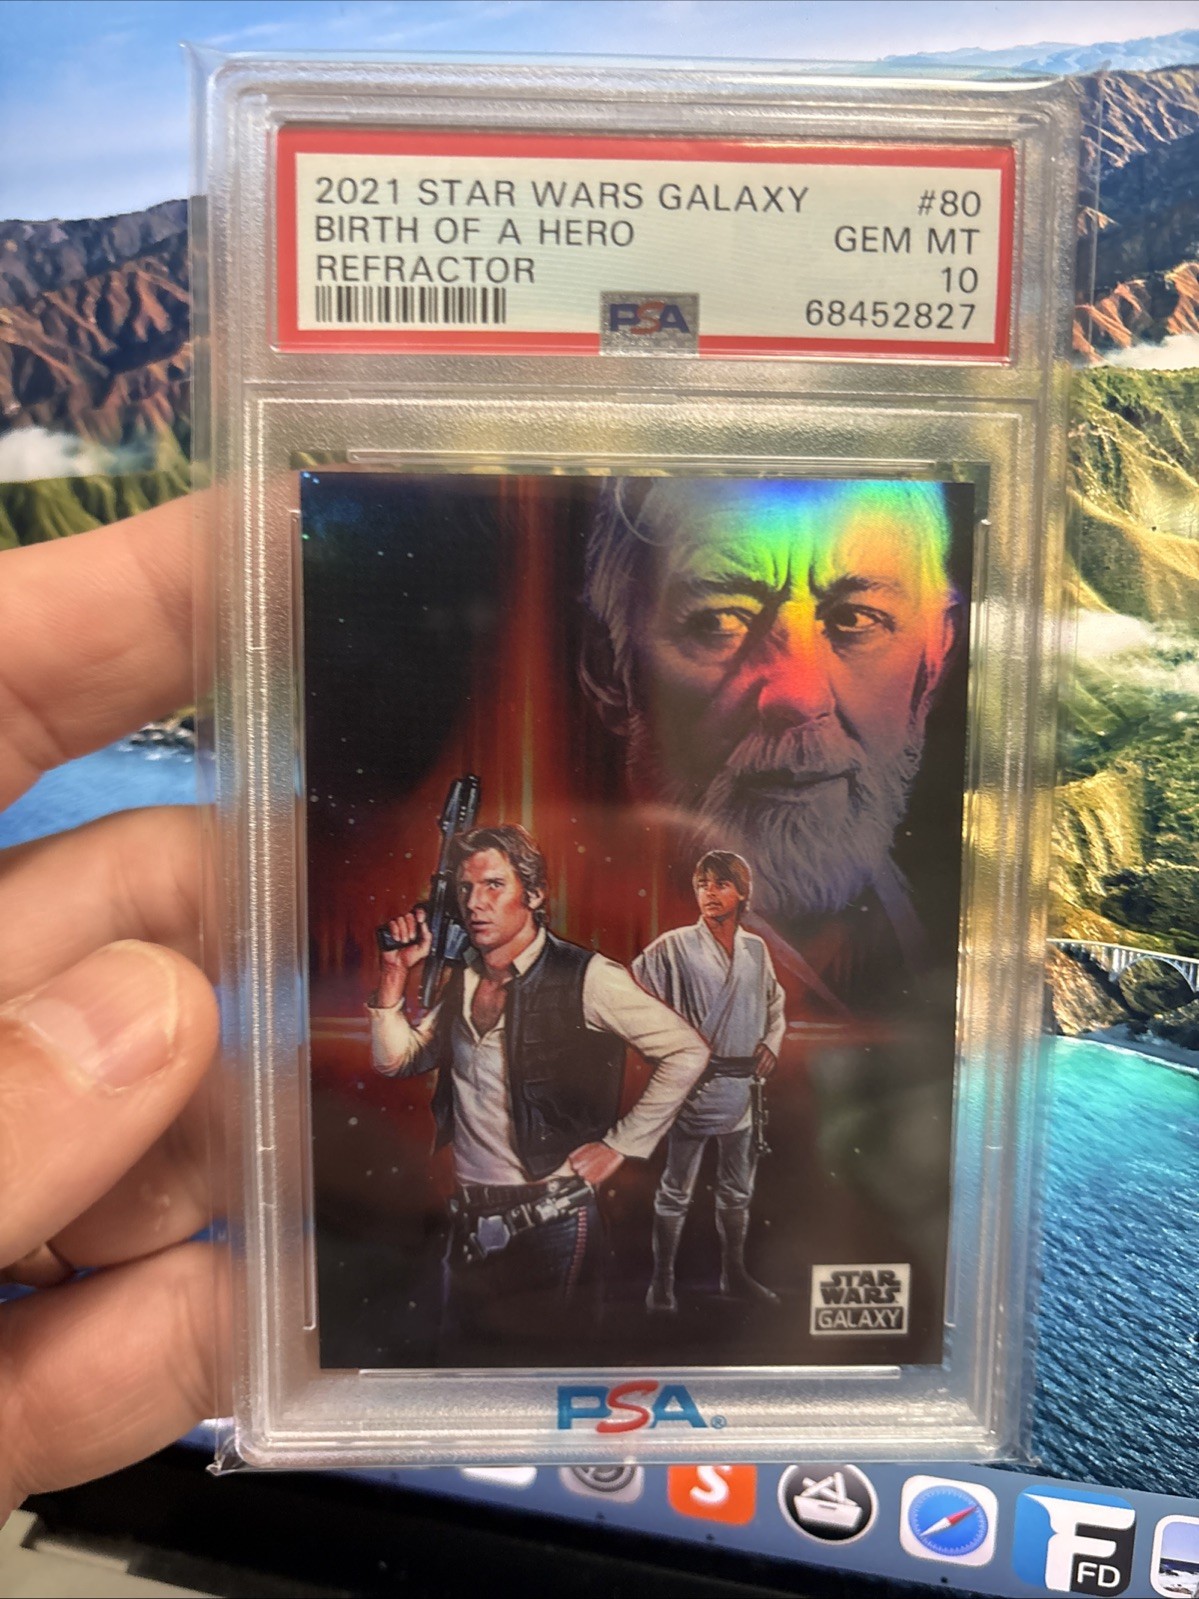 2021 STAR WARS GALAXY #80
BIRTH OF A HERO GEM MT
REFRACTOR 10
PSA 68452827
STAR
WARS
GALAXY
PSA®
S
F
FD